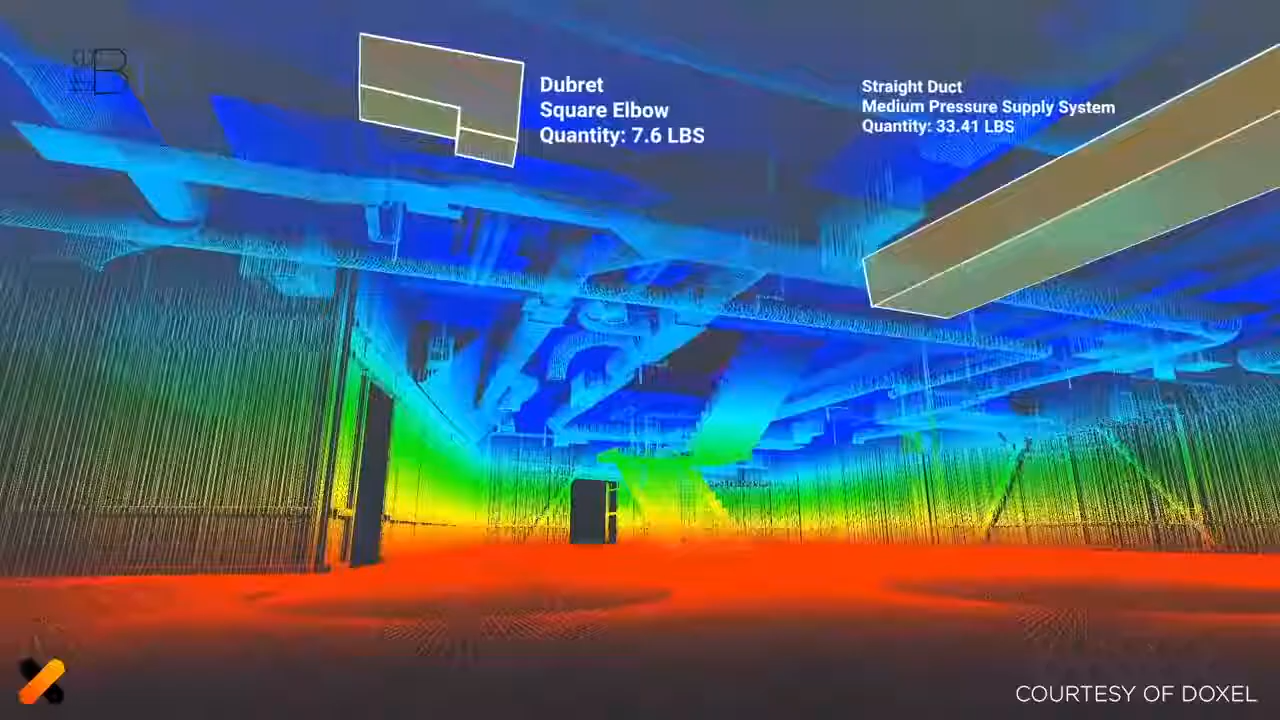 Dubret
Square Elbow
Quantity: 7.6 LBS
Straight Duct
Medium Pressure Supply System
Quantity: 33.41 LBS
COURTESY OF DOXEL